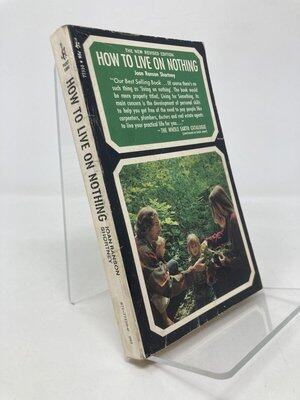 THE NEW REVISED EDITION
HOW TO LIVE ON NOTHING
Joan Ranson Shortney
"Our Best Selling Book . . . Of course there's no
such thing as 'living on nothing.' The book would
be more properly titled, Living for Something. Its
main concern is the development of personal skills
to help you get free of the need to pay people like
carpenters, plumbers, doctors and real estate agents
to live your practical life for you. . . ."
—THE WHOLE EARTH CATALOGUE
HOW TO LIVE ON NOTHING
JOAN RANSON
SHORTNEY